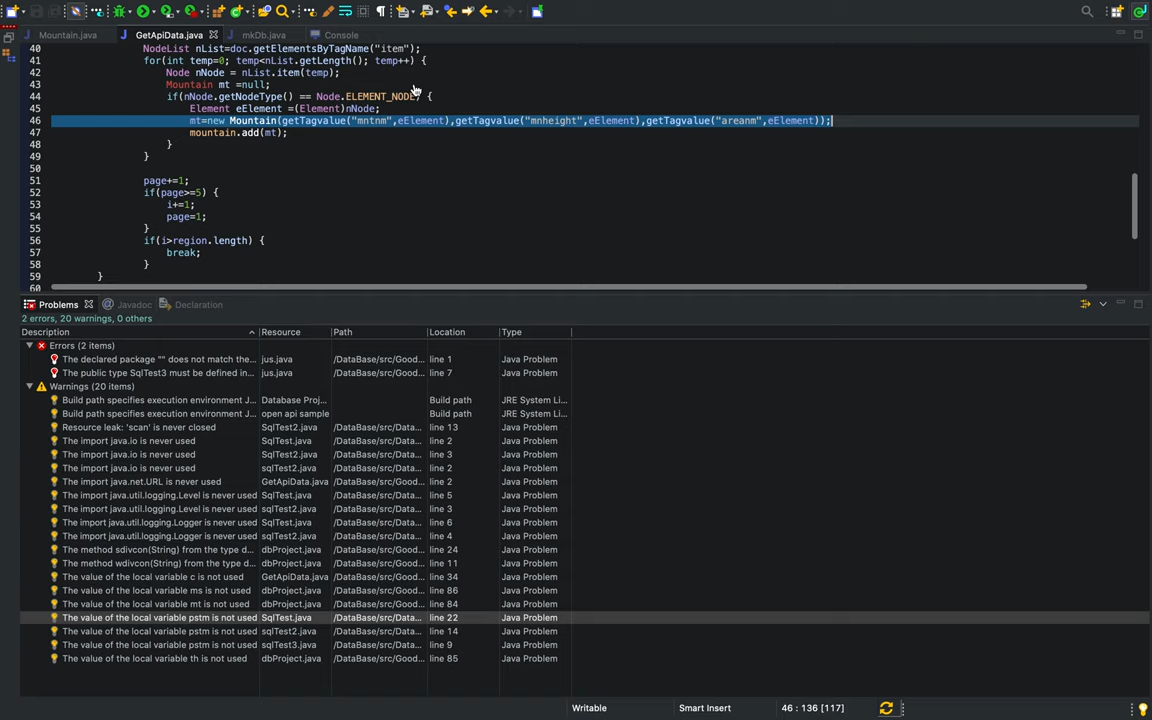 Mountain.java GetApiData.java mkDb.java Console
40 NodeList nList=doc.getElementsByTagName("item");
41 for(int temp=0; temp<nList.getLength(); temp++) {
42 Node nNode = nList.item(temp);
43 Mountain mt =null;
44 if(nNode.getNodeType() == Node.ELEMENT_NODE) {
45 Element eElement =(Element)nNode;
46 mt=new Mountain(getTagvalue("mntnm",eElement),getTagvalue("mnheight",eElement),getTagvalue("areanm",eElement));
47 mountain.add(mt);
48 }
49 }
50
51 page+=1;
52 if(page>=5) {
53 i+=1;
54 page=1;
55 }
56 if(i>region.length) {
57 break;
58 }
59 }
60
Problems @ Javadoc Declaration
2 errors, 20 warnings, 0 others
Description Resource Path Location Type
Errors (2 items)
The declared package "" does not match the... jus.java /DataBase/src/Good... line 1 Java Problem
The public type SqlTest3 must be defined in... jus.java /DataBase/src/Good... line 7 Java Problem
Warnings (20 items)
Build path specifies execution environment J... Database Proj... Build path JRE System Li...
Build path specifies execution environment J... open api sample Build path JRE System Li...
Resource leak: 'scan' is never closed SqlTest2.java /DataBase/src/Data... line 13 Java Problem
The import java.io is never used SqlTest.java /DataBase/src/Data... line 2 Java Problem
The import java.io is never used SqlTest2.java /DataBase/src/Data... line 3 Java Problem
The import java.io is never used sqlTest2.java /DataBase/src/Data... line 2 Java Problem
The import java.net.URL is never used GetApiData.java /DataBase/src/Good... line 2 Java Problem
The import java.util.logging.Level is never used SqlTest.java /DataBase/src/Data... line 5 Java Problem
The import java.util.logging.Level is never used sqlTest2.java /DataBase/src/Data... line 3 Java Problem
The import java.util.logging.Logger is never used SqlTest.java /DataBase/src/Data... line 6 Java Problem
The import java.util.logging.Logger is never used sqlTest2.java /DataBase/src/Data... line 4 Java Problem
The method sdivcon(String) from the type d... dbProject.java /DataBase/src/Good... line 24 Java Problem
The method wdivcon(String) from the type d... dbProject.java /DataBase/src/Good... line 11 Java Problem
The value of the local variable c is not used GetApiData.java /DataBase/src/Good... line 34 Java Problem
The value of the local variable ms is not used dbProject.java /DataBase/src/Good... line 86 Java Problem
The value of the local variable mt is not used dbProject.java /DataBase/src/Good... line 84 Java Problem
The value of the local variable pstm is not used SqlTest.java /DataBase/src/Data... line 22 Java Problem
The value of the local variable pstm is not used sqlTest2.java /DataBase/src/Data... line 14 Java Problem
The value of the local variable pstm is not used sqlTest3.java /DataBase/src/Data... line 9 Java Problem
The value of the local variable th is not used dbProject.java /DataBase/src/Good... line 85 Java Problem
Writable Smart Insert 46 : 136 [117]